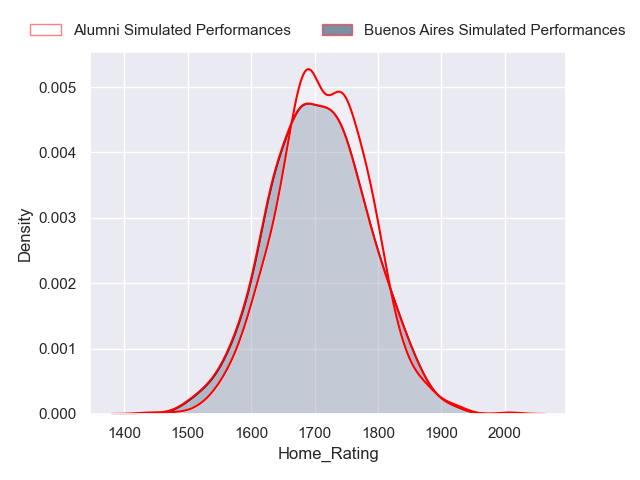 Alumni Simulated Performances
Buenos Aires Simulated Performances
0.005
0.004
0.003
0.002
0.001
0.000
Density
1400 1500 1600 1700 1800 1900 2000
Home_Rating